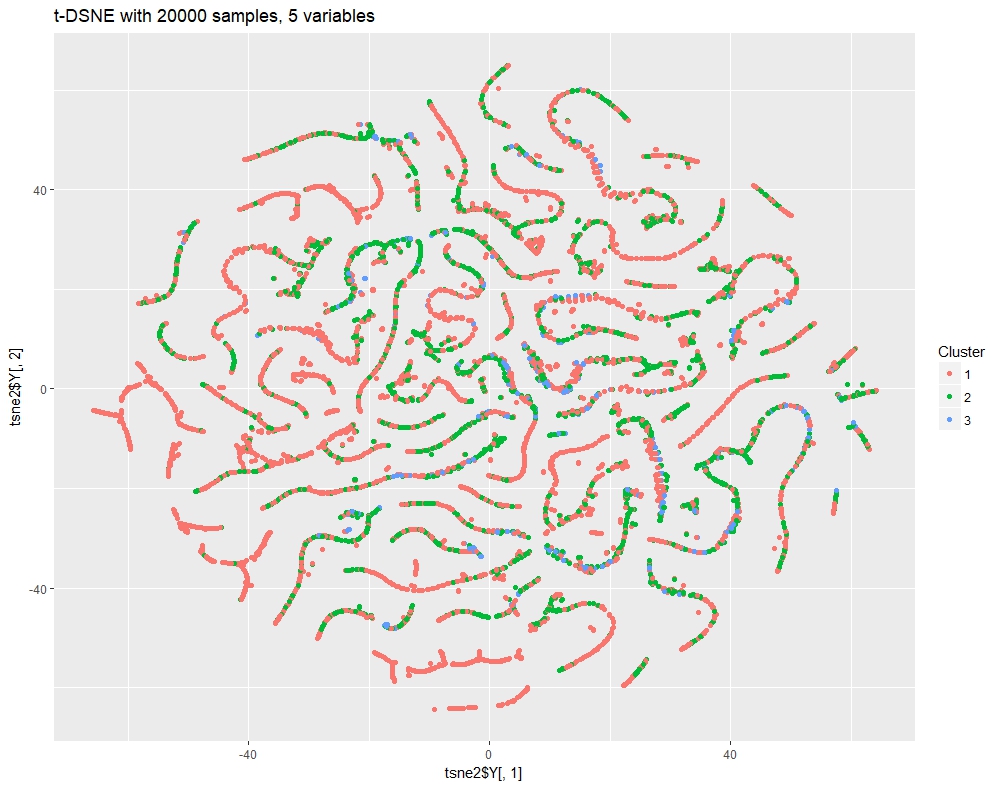 t-DSNE with 20000 samples, 5 variables
tsne2$Y[, 2]
40
0
-40
-40
0
40
tsne2$Y[, 1]
Cluster
1
2
3